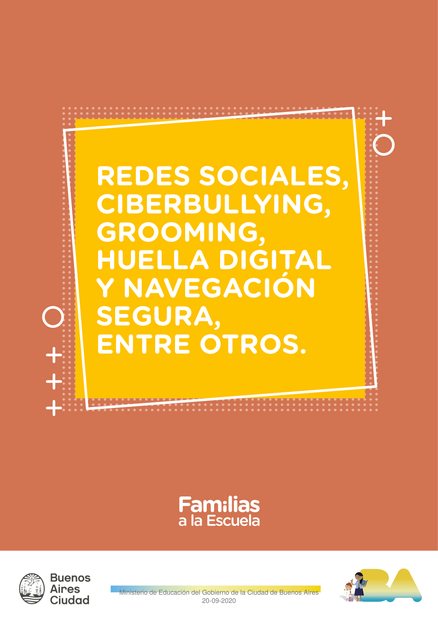 REDES SOCIALES,
CIBERBULLYING,
GROOMING,
HUELLA DIGITAL
Y NAVEGACIÓN
SEGURA,
ENTRE OTROS.
Familias
a la Escuela
Buenos
Aires
Ciudad
Ministerio de Educación del Gobierno de la Ciudad de Buenos Aires
20-09-2020
BA